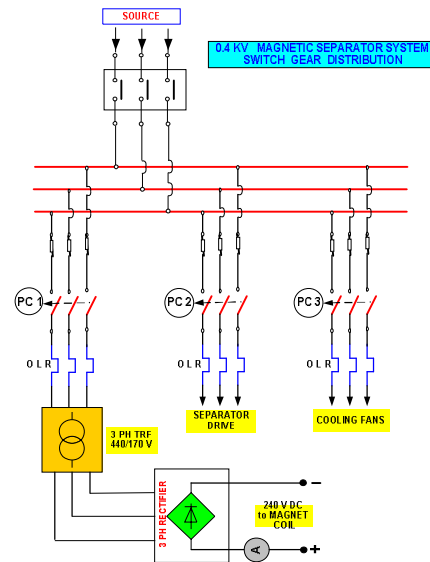 SOURCE
0.4 KV MAGNETIC SEPARATOR SYSTEM
SWITCH GEAR DISTRIBUTION
PC 1
PC 2
PC 3
O L R
O L R
O L R
SEPARATOR
DRIVE
COOLING FANS
3 PH TRF
440/170 V
3 PH RECTIFIER
240 V DC
to MAGNET
COIL
–
A
+